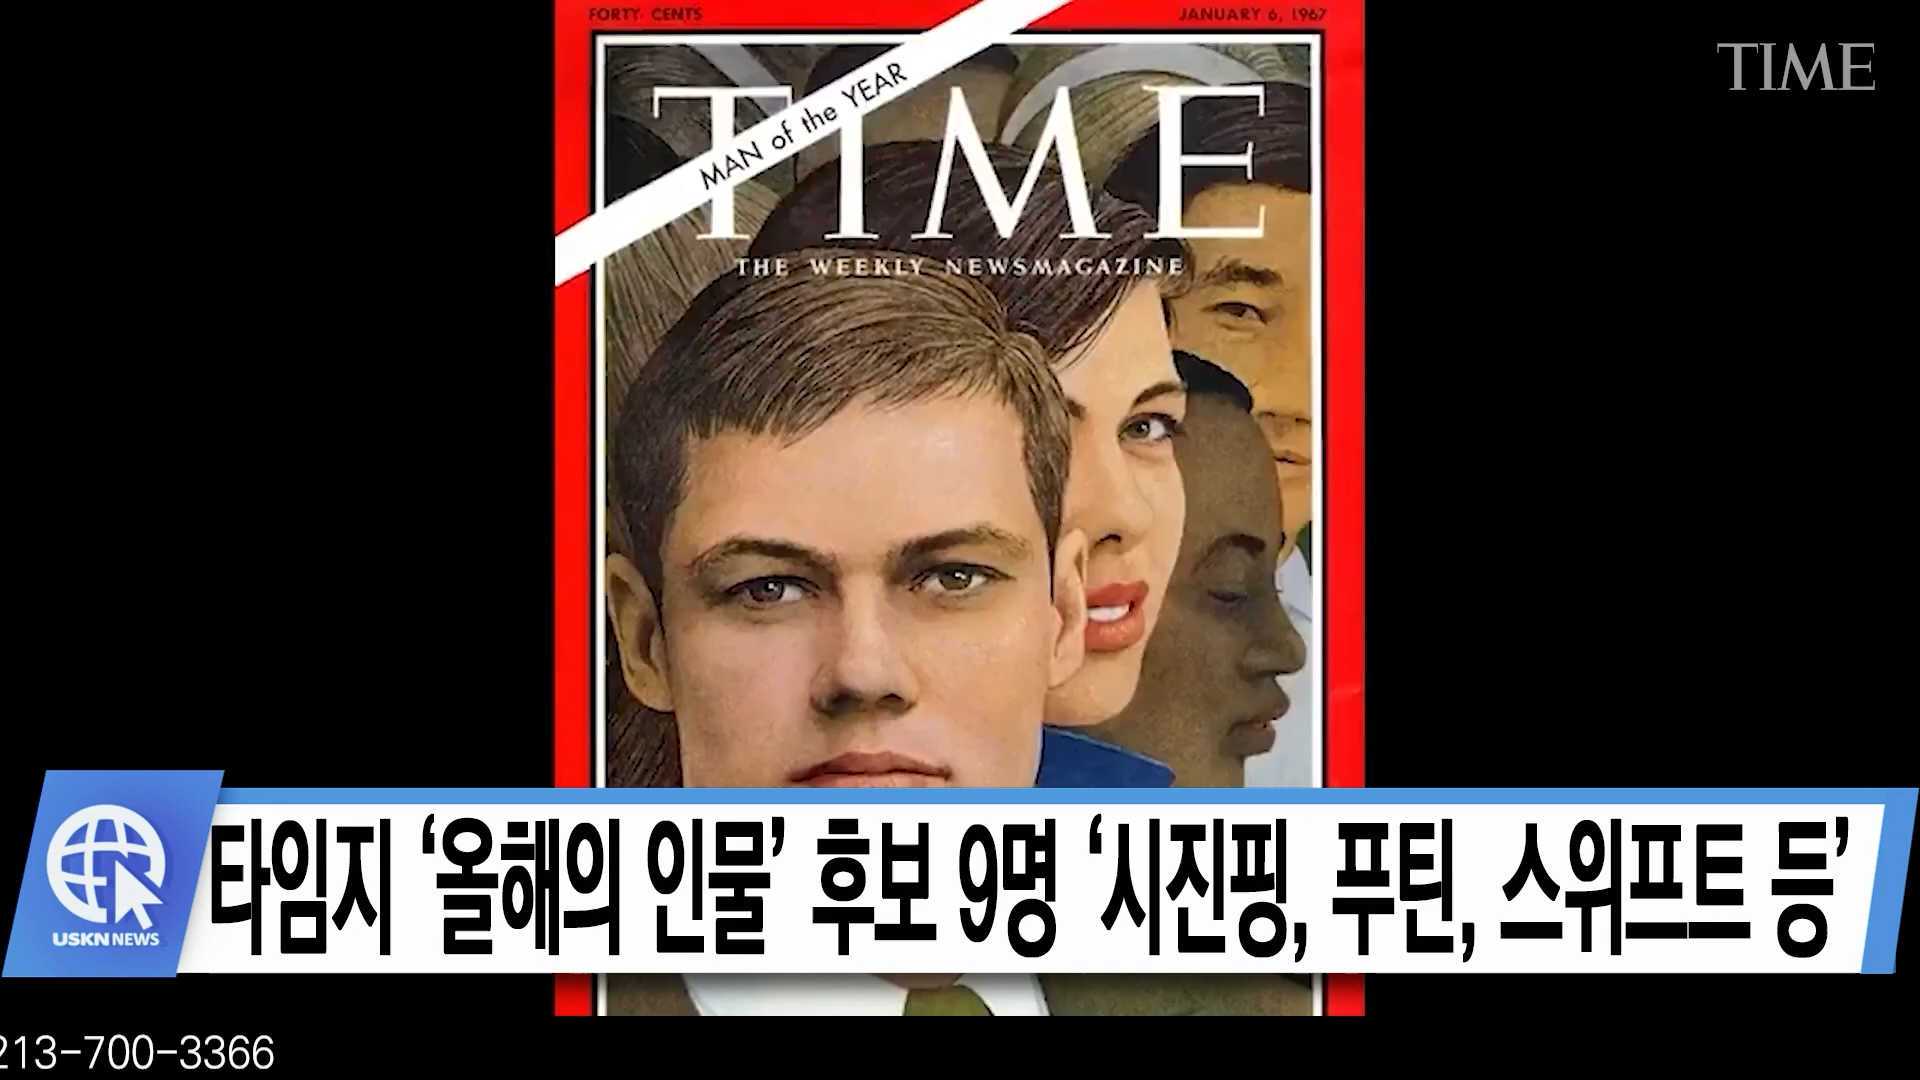 FORTY CENTS
JANUARY 6, 1967
TIME
MAN of the YEAR
TIME
THE WEEKLY NEWSMAGAZINE
타임지 ‘올해의 인물’ 후보 9명 ‘시진핑, 푸틴, 스위프트 등’
USKN NEWS
213-700-3366